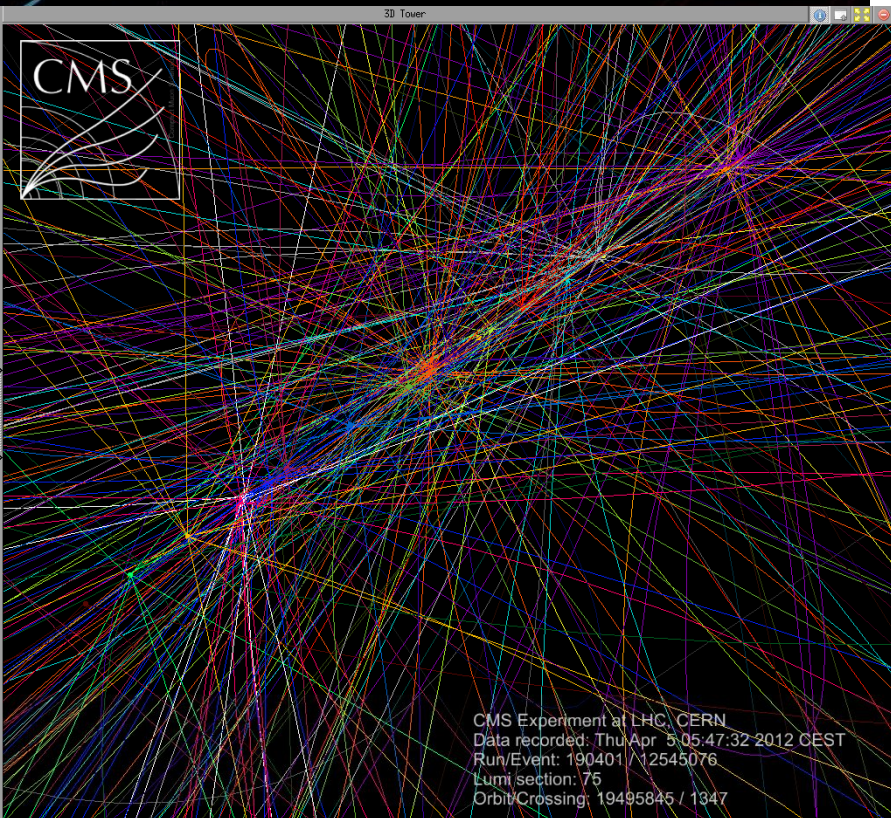 3D Tower
CMS
CMS Experiment at LHC, CERN
Data recorded: Thu Apr  5 05:47:32 2012 CEST
Run/Event: 190401 / 12545076
Lumi section: 75
Orbit/Crossing: 19495845 / 1347